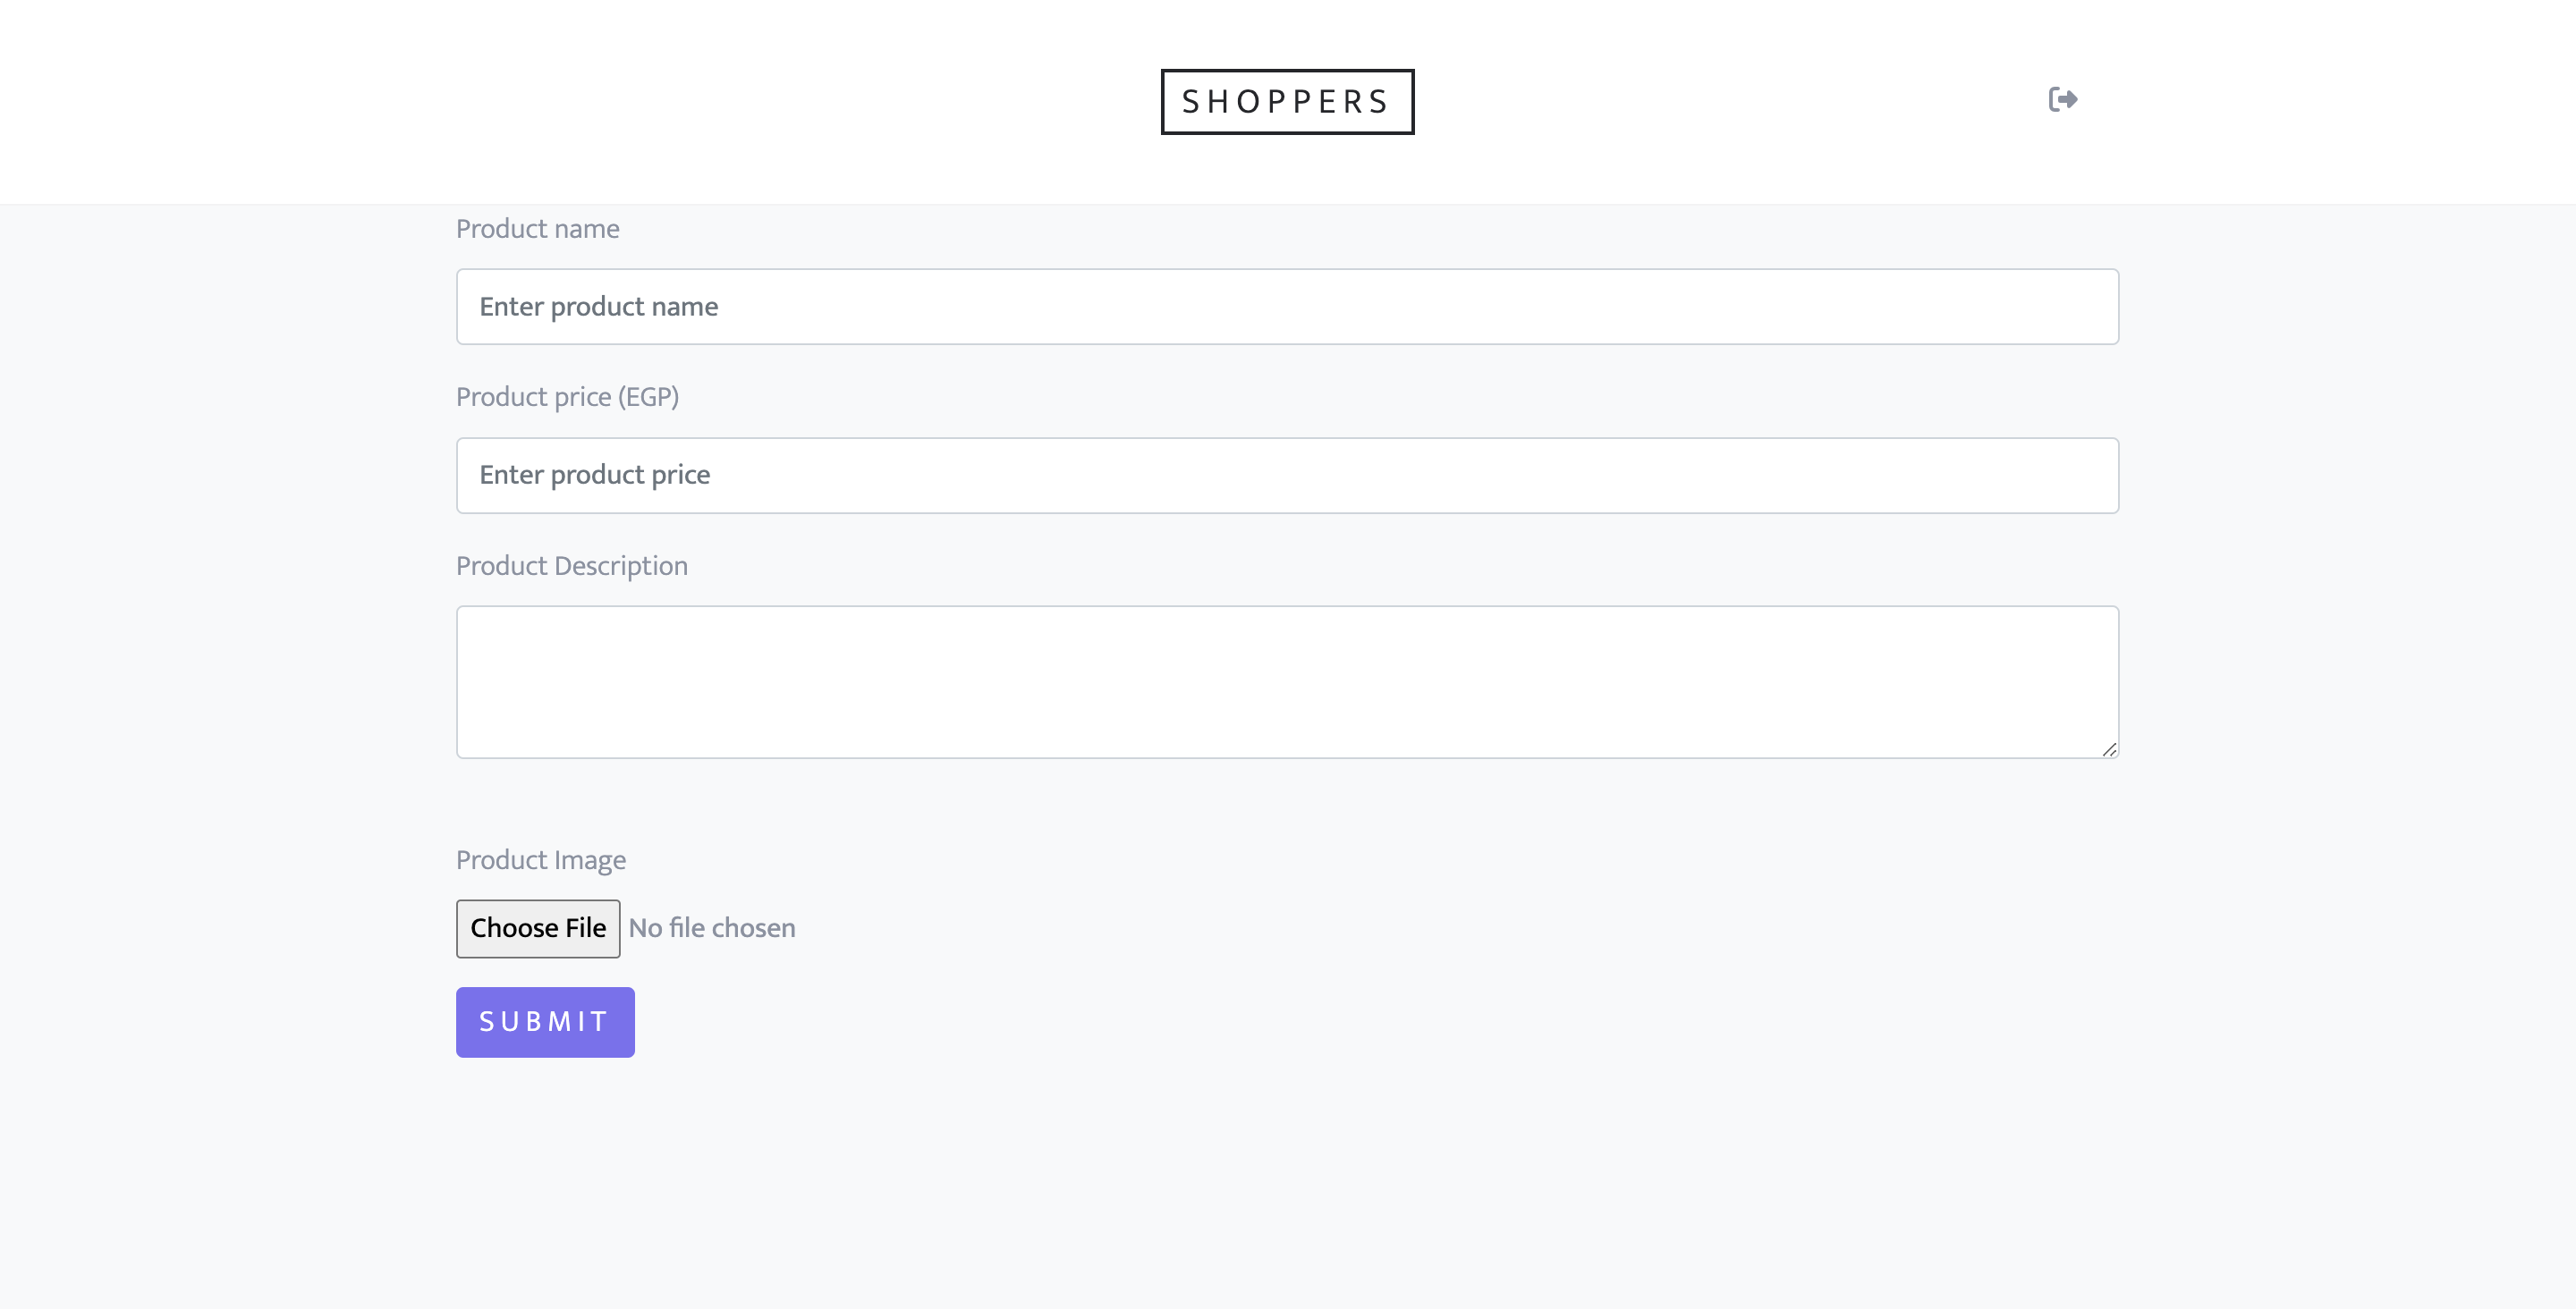 SHOPPERS
Product name
Enter product name
Product price (EGP)
Enter product price
Product Description
Product Image
Choose File No file chosen
SUBMIT